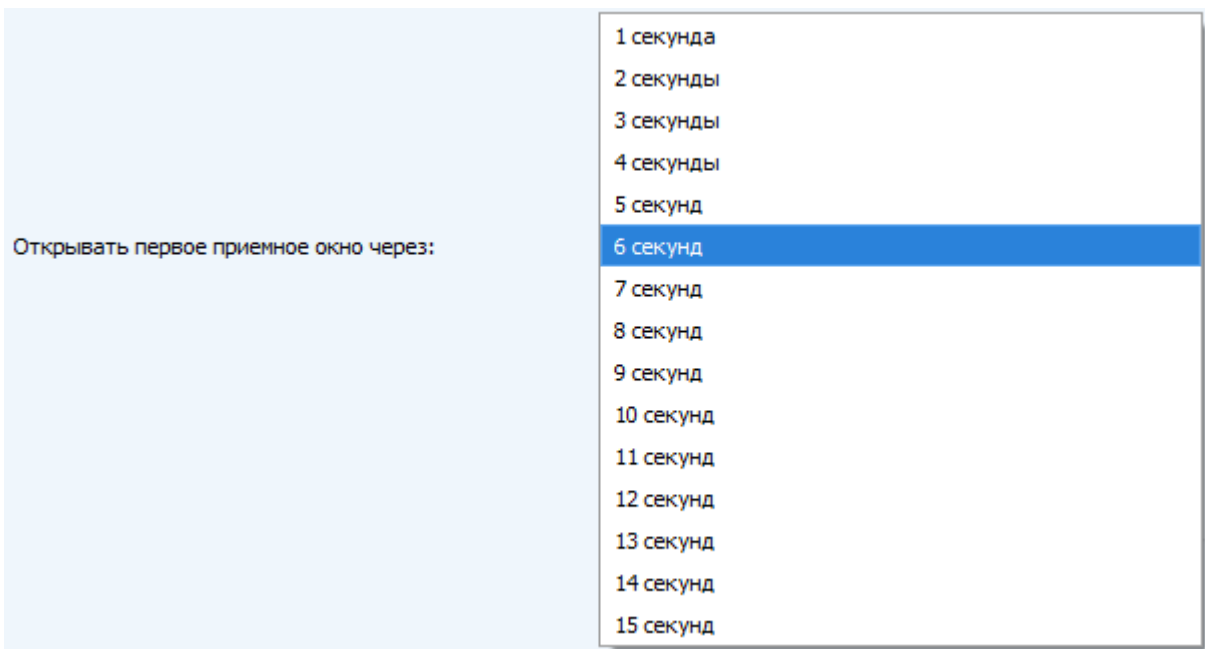 1 секунда
2 секунды
3 секунды
4 секунды
5 секунд
Открывать первое приемное окно через:
6 секунд
7 секунд
8 секунд
9 секунд
10 секунд
11 секунд
12 секунд
13 секунд
14 секунд
15 секунд